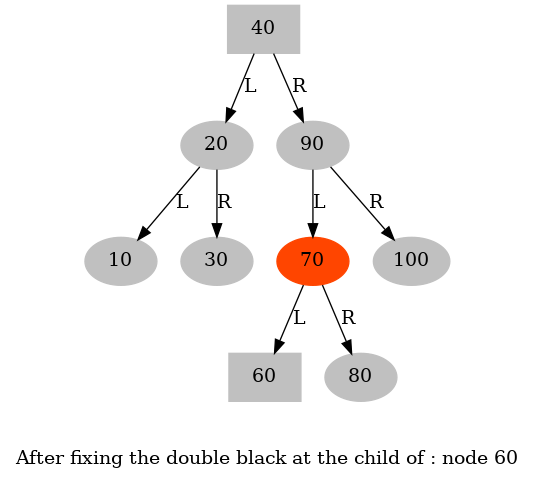 40
L R
20 90
L R L R
10 30 70 100
L R
60 80
After fixing the double black at the child of : node 60